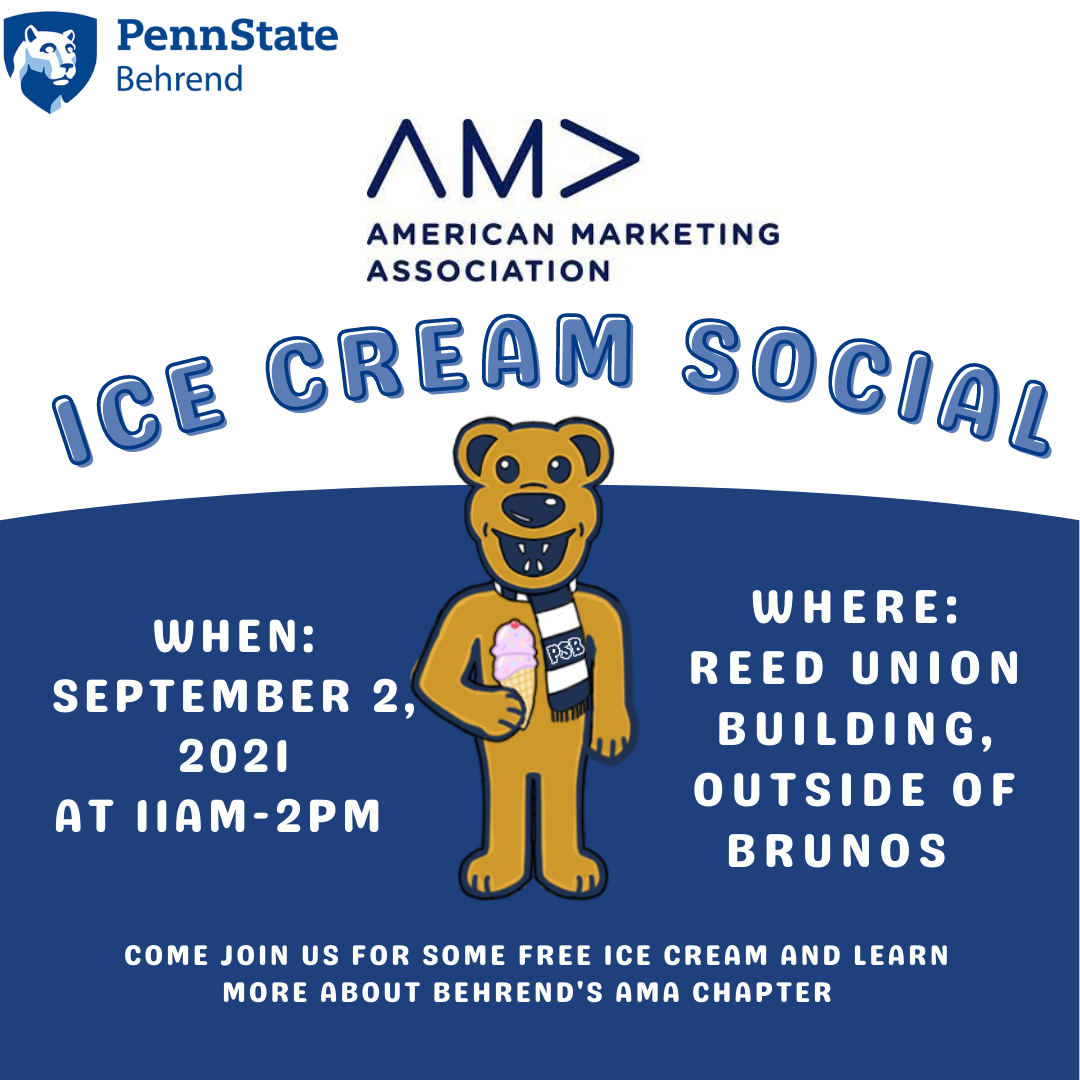 PennState
Behrend
AMA
AMERICAN MARKETING
ASSOCIATION
ICE CREAM SOCIAL
WHEN:
SEPTEMBER 2,
2021
AT 11AM-2PM
PSB
WHERE:
REED UNION
BUILDING,
OUTSIDE OF
BRUNOS
COME JOIN US FOR SOME FREE ICE CREAM AND LEARN
MORE ABOUT BEHREND'S AMA CHAPTER